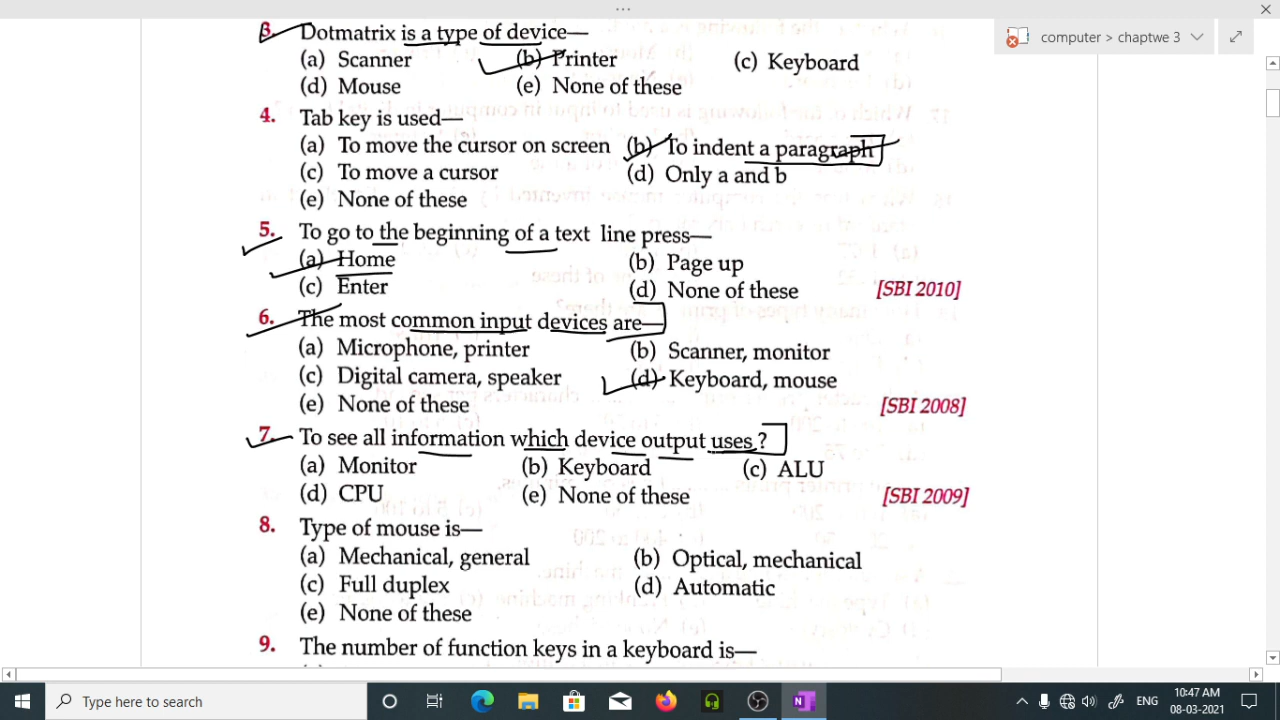 ...
computer > chaptwe 3
3. Dotmatrix is a type of device—
(a) Scanner (b) Printer (c) Keyboard
(d) Mouse (e) None of these
4. Tab key is used—
(a) To move the cursor on screen (b) To indent a paragraph
(c) To move a cursor (d) Only a and b
(e) None of these
5. To go to the beginning of a text line press—
(a) Home (b) Page up
(c) Enter (d) None of these [SBI 2010]
6. The most common input devices are—
(a) Microphone, printer (b) Scanner, monitor
(c) Digital camera, speaker (d) Keyboard, mouse
(e) None of these [SBI 2008]
7. To see all information which device output uses ?
(a) Monitor (b) Keyboard (c) ALU
(d) CPU (e) None of these [SBI 2009]
8. Type of mouse is—
(a) Mechanical, general (b) Optical, mechanical
(c) Full duplex (d) Automatic
(e) None of these
9. The number of function keys in a keyboard is—
Type here to search
ENG
10:47 AM
08-03-2021